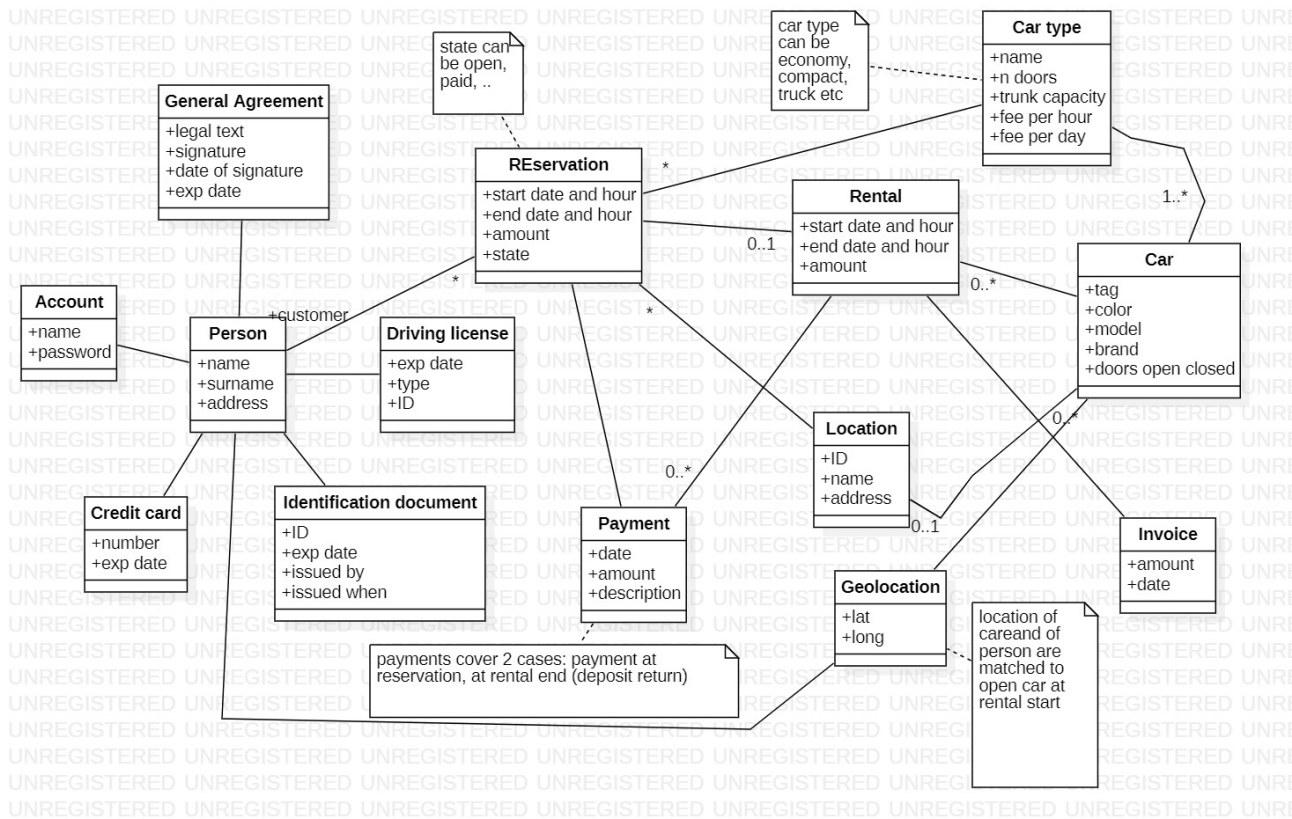 UNREGISTERED UNREGISTERED UNREGISTERED UNREGISTERED UNREGISTERED UNREGISTERED UNREGISTERED
car type
can be
economy,
compact,
truck etc
Car type
+name
+n doors
+trunk capacity
+fee per hour
+fee per day
state can
be open,
paid, ..
General Agreement
+legal text
+signature
+date of signature
+exp date
REservation
+start date and hour
+end date and hour
+amount
+state
*
Rental
+start date and hour
+end date and hour
+amount
0..1
1..*
Car
+tag
+color
+model
+brand
+doors open closed
0..*
*
*
Account
+name
+password
+customer
Person
+name
+surname
+address
Driving license
+exp date
+type
+ID
Location
+ID
+name
+address
0..*
0..1
0..*
Credit card
+number
+exp date
Identification document
+ID
+exp date
+issued by
+issued when
Payment
+date
+amount
+description
Invoice
+amount
+date
Geolocation
+lat
+long
location of
careand of
person are
matched to
open car at
rental start
payments cover 2 cases: payment at
reservation, at rental end (deposit return)